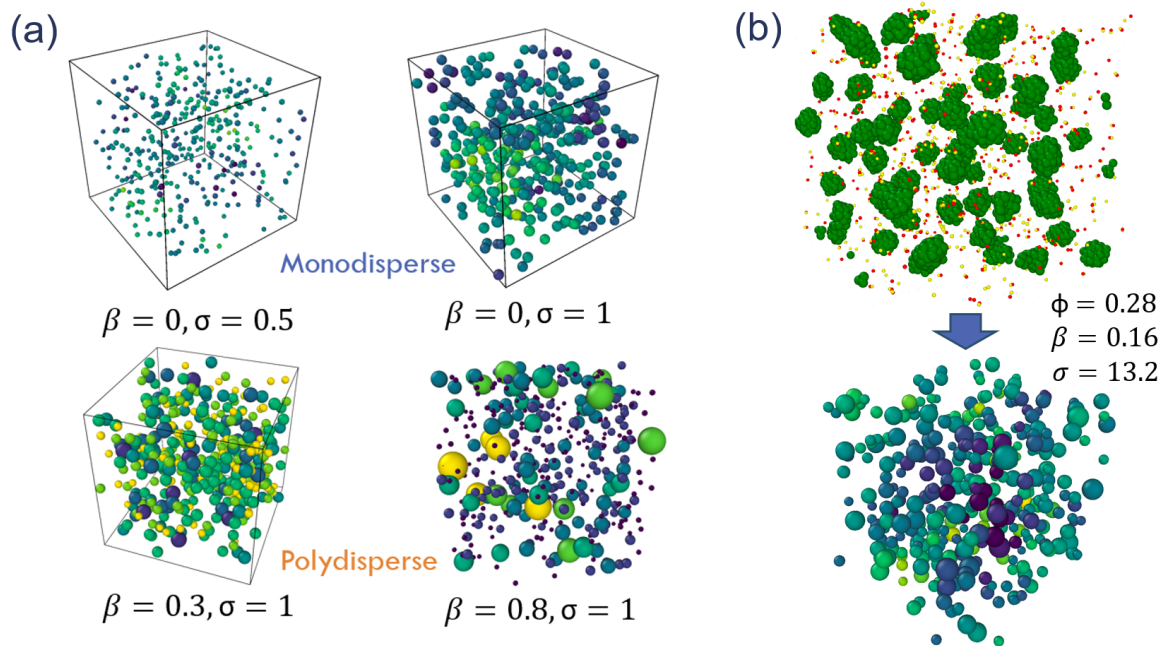 (a)
Monodisperse
β = 0, σ = 0.5
β = 0, σ = 1
Polydisperse
β = 0.3, σ = 1
β = 0.8, σ = 1
(b)
ϕ = 0.28
β = 0.16
σ = 13.2